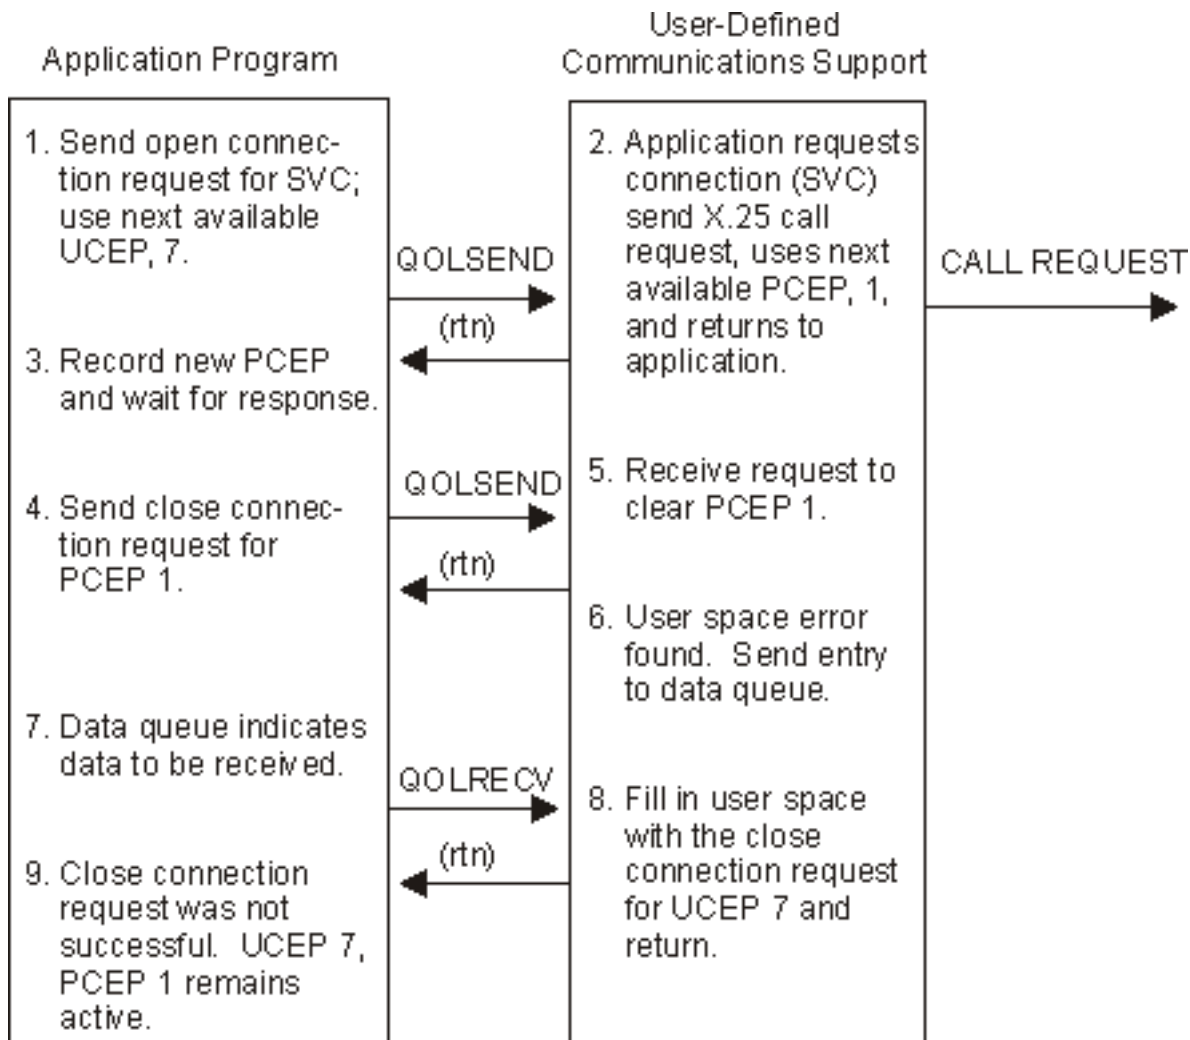 User-Defined
Application Program
Communications Support
1. Send open connec-
tion request for SVC;
use next available
UCEP, 7.
QOLSEND
(rtn)
2. Application requests
connection (SVC)
send X.25 call
request, uses next
available PCEP, 1,
and returns to
application.
CALL REQUEST
3. Record new PCEP
and wait for response.
4. Send close connec-
tion request for
PCEP 1.
QOLSEND
(rtn)
5. Receive request to
clear PCEP 1.
6. User space error
found. Send entry
to data queue.
7. Data queue indicates
data to be received.
QOLRECV
(rtn)
8. Fill in user space
with the close
connection request
for UCEP 7 and
return.
9. Close connection
request was not
successful. UCEP 7,
PCEP 1 remains
active.